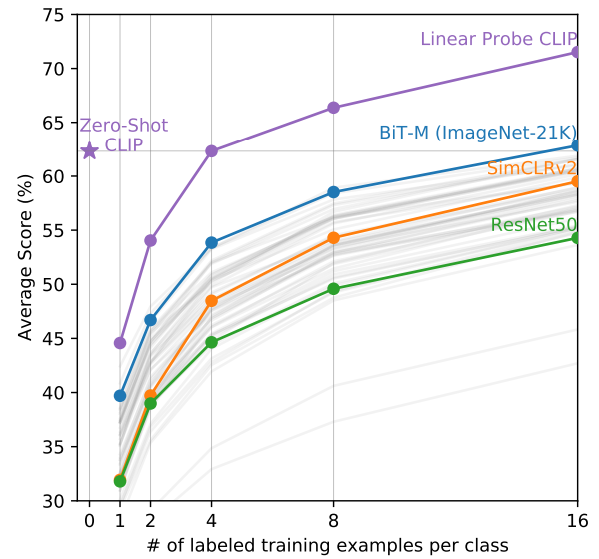 75
70
65
60
55
50
45
40
35
30
Average Score (%)
Linear Probe CLIP
Zero-Shot
CLIP
BiT-M (ImageNet-21K)
SimCLRv2
ResNet50
0 1 2 4 8 16
# of labeled training examples per class